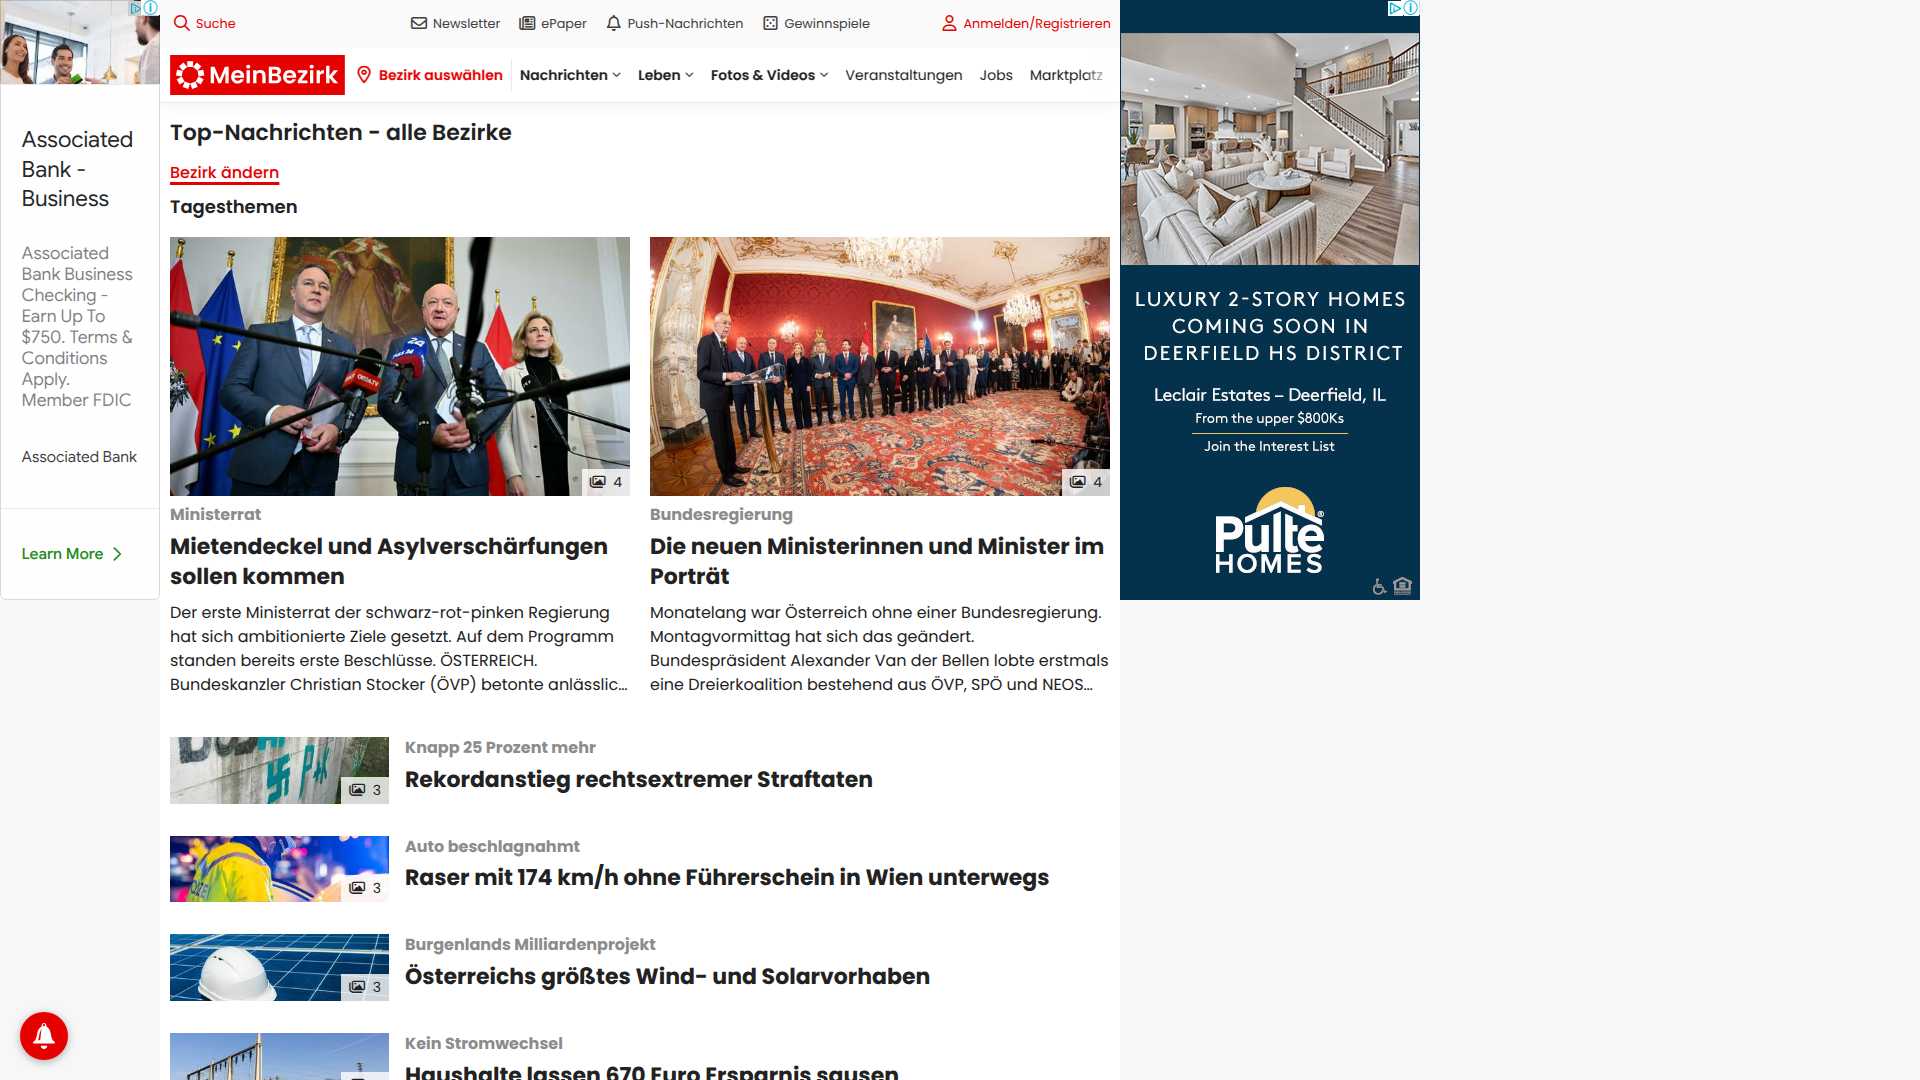 Suche
Newsletter
ePaper
Push-Nachrichten
Gewinnspiele
Anmelden/Registrieren
MeinBezirk
Bezirk auswählen
Nachrichten
Leben
Fotos & Videos
Veranstaltungen
Jobs
Marktplatz
Associated
Bank -
Business
Associated
Bank Business
Checking -
Earn Up To
$750. Terms &
Conditions
Apply.
Member FDIC
Associated Bank
Learn More
Top-Nachrichten - alle Bezirke
Bezirk ändern
Tagesthemen
4
Ministerrat
Mietendeckel und Asylverschärfungen
sollen kommen
Der erste Ministerrat der schwarz-rot-pinken Regierung
hat sich ambitionierte Ziele gesetzt. Auf dem Programm
standen bereits erste Beschlüsse. ÖSTERREICH.
Bundeskanzler Christian Stocker (ÖVP) betonte anlässlic...
4
Bundesregierung
Die neuen Ministerinnen und Minister im
Porträt
Monatelang war Österreich ohne einer Bundesregierung.
Montagvormittag hat sich das geändert.
Bundespräsident Alexander Van der Bellen lobte erstmals
eine Dreierkoalition bestehend aus ÖVP, SPÖ und NEOS...
3
Knapp 25 Prozent mehr
Rekordanstieg rechtsextremer Straftaten
3
Auto beschlagnahmt
Raser mit 174 km/h ohne Führerschein in Wien unterwegs
3
Burgenlands Milliardenprojekt
Österreichs größtes Wind- und Solarvorhaben
Kein Stromwechsel
Haushalte lassen 670 Euro Ersparnis sausen
LUXURY 2-STORY HOMES
COMING SOON IN
DEERFIELD HS DISTRICT
Leclair Estates – Deerfield, IL
From the upper $800Ks
Join the Interest List
Pulte®
HOMES